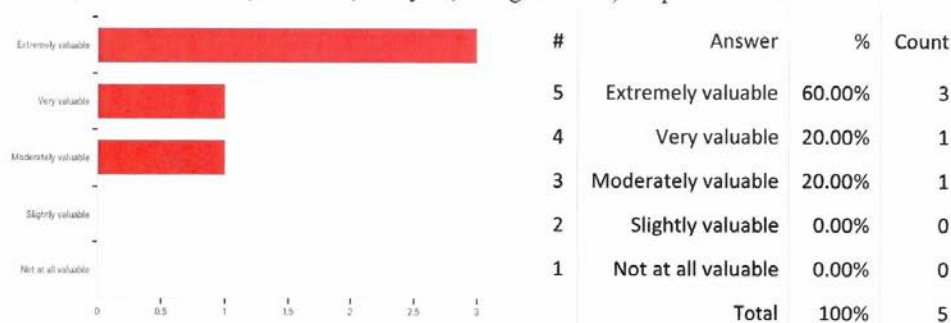 Extremely valuable
Very valuable
Moderately valuable
Slightly valuable
Not at all valuable
0 0.5 1 1.5 2 2.5 3
# Answer % Count
5 Extremely valuable 60.00% 3
4 Very valuable 20.00% 1
3 Moderately valuable 20.00% 1
2 Slightly valuable 0.00% 0
1 Not at all valuable 0.00% 0
Total 100% 5